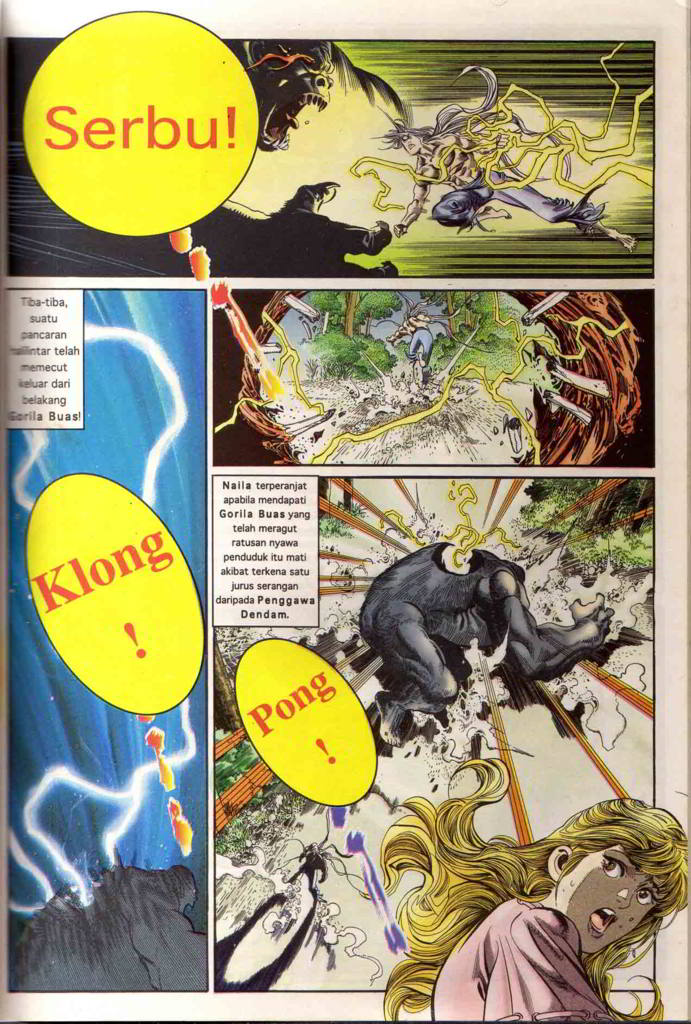 Serbu!
Tiba-tiba,
suatu
pancaran
halilintar telah
memecut
keluar dari
belakang
Gorila Buas!
Klong
!
Naila terperanjat
apabila mendapati
Gorila Buas yang
telah meragut
ratusan nyawa
penduduk itu mati
akibat terkena satu
jurus serangan
daripada Penggawa
Dendam.
Pong
!